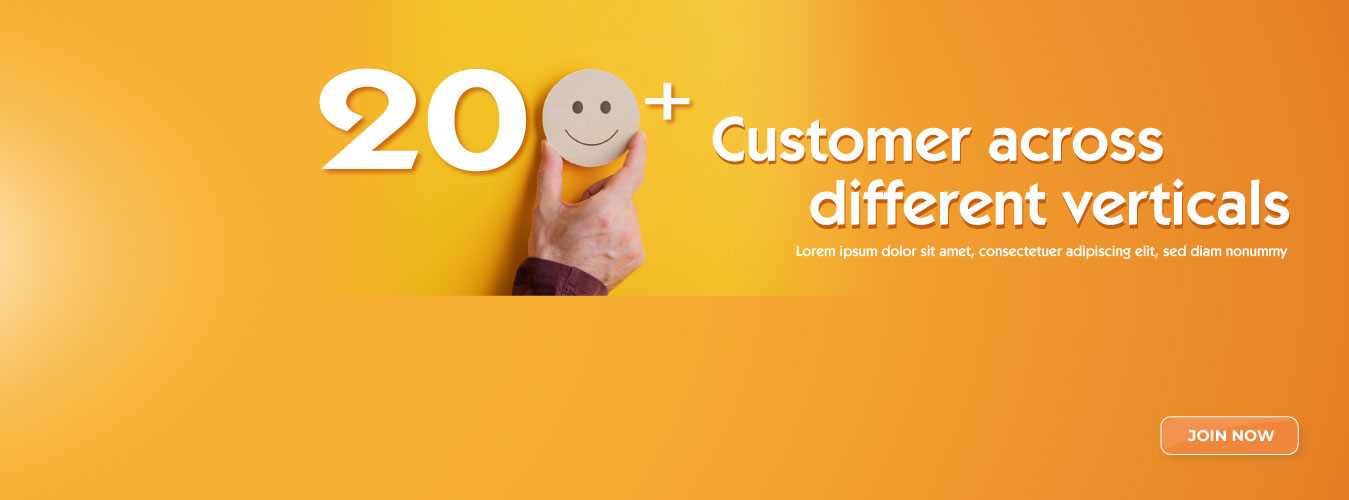 20 +
Customer across
different verticals
Lorem ipsum dolor sit amet, consectetuer adipiscing elit, sed diam nonummy
JOIN NOW